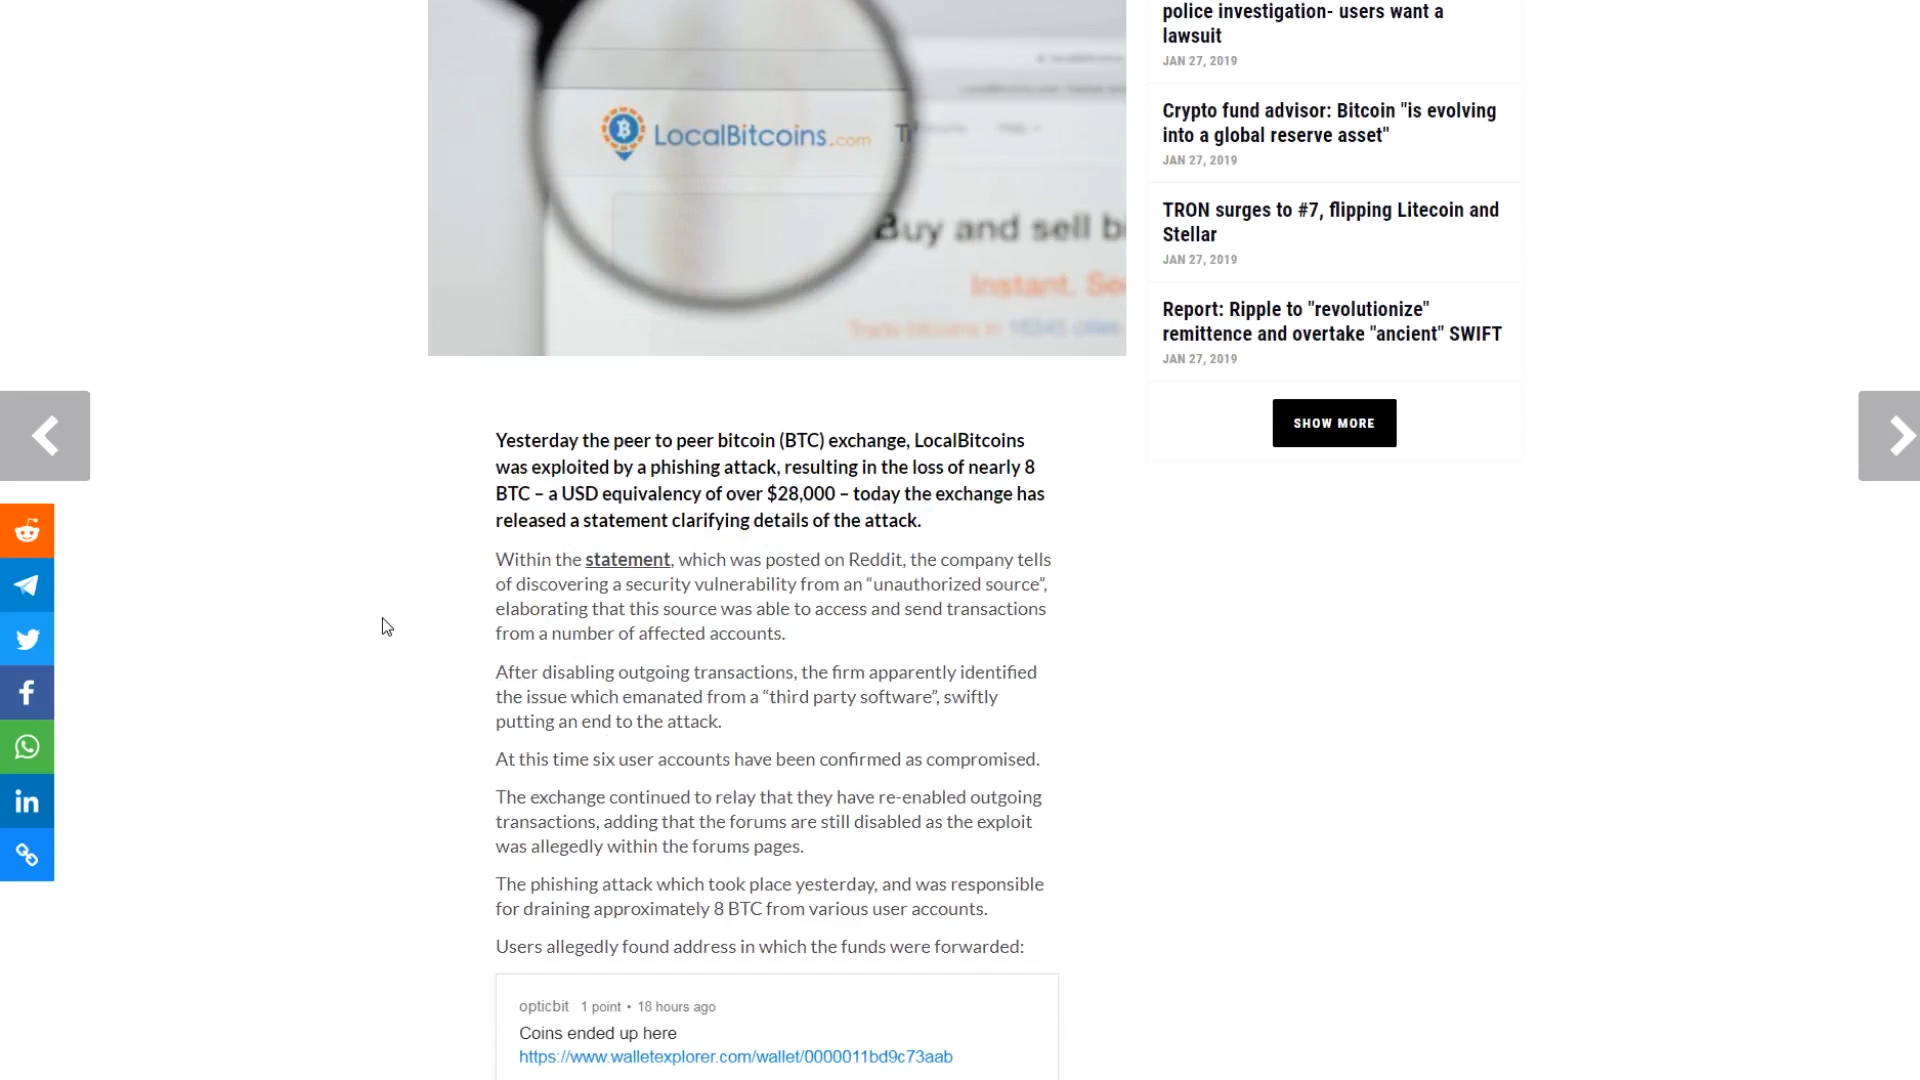 LocalBitcoins.com
Buy and sell bi
Instant. Se
police investigation- users want a
lawsuit
JAN 27, 2019
Crypto fund advisor: Bitcoin "is evolving
into a global reserve asset"
JAN 27, 2019
TRON surges to #7, flipping Litecoin and
Stellar
JAN 27, 2019
Report: Ripple to "revolutionize"
remittence and overtake "ancient" SWIFT
JAN 27, 2019
SHOW MORE
Yesterday the peer to peer bitcoin (BTC) exchange, LocalBitcoins
was exploited by a phishing attack, resulting in the loss of nearly 8
BTC – a USD equivalency of over $28,000 – today the exchange has
released a statement clarifying details of the attack.
Within the statement, which was posted on Reddit, the company tells
of discovering a security vulnerability from an “unauthorized source”,
elaborating that this source was able to access and send transactions
from a number of affected accounts.
After disabling outgoing transactions, the firm apparently identified
the issue which emanated from a “third party software”, swiftly
putting an end to the attack.
At this time six user accounts have been confirmed as compromised.
The exchange continued to relay that they have re-enabled outgoing
transactions, adding that the forums are still disabled as the exploit
was allegedly within the forums pages.
The phishing attack which took place yesterday, and was responsible
for draining approximately 8 BTC from various user accounts.
Users allegedly found address in which the funds were forwarded:
opticbit 1 point • 18 hours ago
Coins ended up here
https://www.walletexplorer.com/wallet/0000011bd9c73aab